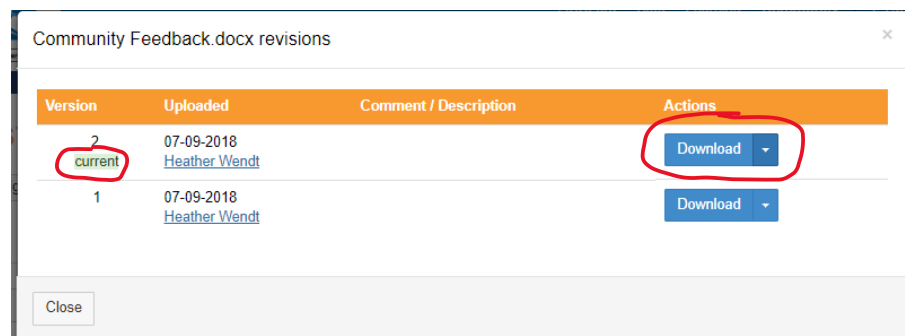 Community Feedback.docx revisions ×
Version Uploaded Comment / Description Actions
2 07-09-2018 Download
current Heather Wendt
1 07-09-2018 Download
Heather Wendt
Close